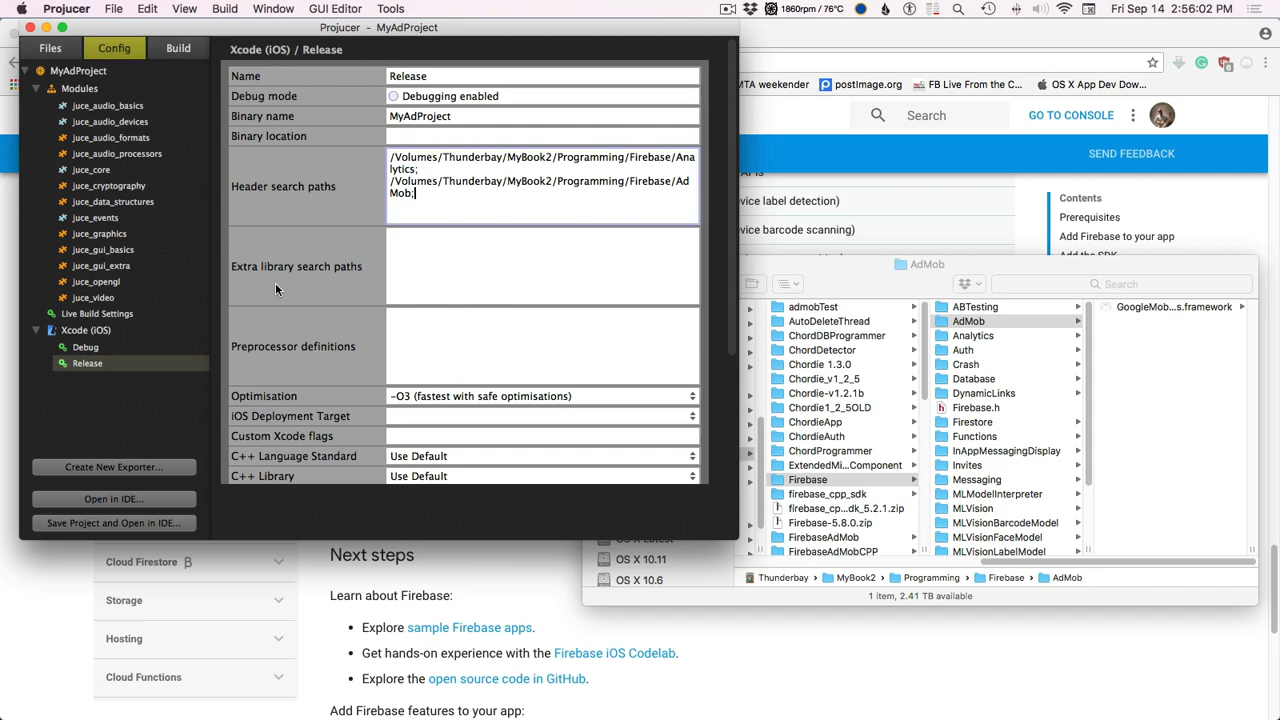 Projucer File Edit View Build Window GUI Editor Tools
1860rpm / 76°C
Fri Sep 14 2:56:02 PM
Projucer - MyAdProject
Files Config Build
Xcode (iOS) / Release
MyAdProject
Modules
juce_audio_basics
juce_audio_devices
juce_audio_formats
juce_audio_processors
juce_core
juce_cryptography
juce_data_structures
juce_events
juce_graphics
juce_gui_basics
juce_gui_extra
juce_opengl
juce_video
Live Build Settings
Xcode (iOS)
Debug
Release
Create New Exporter...
Open in IDE...
Save Project and Open in IDE...
Name Release
Debug mode Debugging enabled
Binary name MyAdProject
Binary location
Header search paths
/Volumes/Thunderbay/MyBook2/Programming/Firebase/Ana
lytics;
/Volumes/Thunderbay/MyBook2/Programming/Firebase/Ad
Mob;
Extra library search paths
Preprocessor definitions
Optimisation -O3 (fastest with safe optimisations)
iOS Deployment Target
Custom Xcode flags
C++ Language Standard Use Default
C++ Library Use Default
MTA weekender postImage.org FB Live From the C... OS X App Dev Dow...
Search GO TO CONSOLE
SEND FEEDBACK
vice label detection)
vice barcode scanning)
Contents
Prerequisites
Add Firebase to your app
AdMob
Search
admobTest
AutoDeleteThread
ChordDBProgrammer
ChordDetector
Chordie 1.3.0
Chordie_v1_2_5
Chordie-v1.2.1b
Chordie1_2_5OLD
ChordieApp
ChordieAuth
ChordProgrammer
ExtendedMi...Component
Firebase
firebase_cpp_sdk
firebase_cp...dk_5.2.1.zip
Firebase-5.8.0.zip
FirebaseAdMob
FirebaseAdMobCPP
ABTesting
AdMob
Analytics
Auth
Crash
Database
DynamicLinks
Firebase.h
Firestore
Functions
InAppMessagingDisplay
Invites
Messaging
MLModelInterpreter
MLVision
MLVisionBarcodeModel
MLVisionFaceModel
MLVisionLabelModel
GoogleMob...s.framework
OS X 10.11
OS X 10.6
Thunderbay › MyBook2 › Programming › Firebase › AdMob
1 item, 2.41 TB available
Cloud Firestore β
Storage
Hosting
Cloud Functions
Next steps
Learn about Firebase:
• Explore sample Firebase apps.
• Get hands-on experience with the Firebase iOS Codelab.
• Explore the open source code in GitHub.
Add Firebase features to your app: